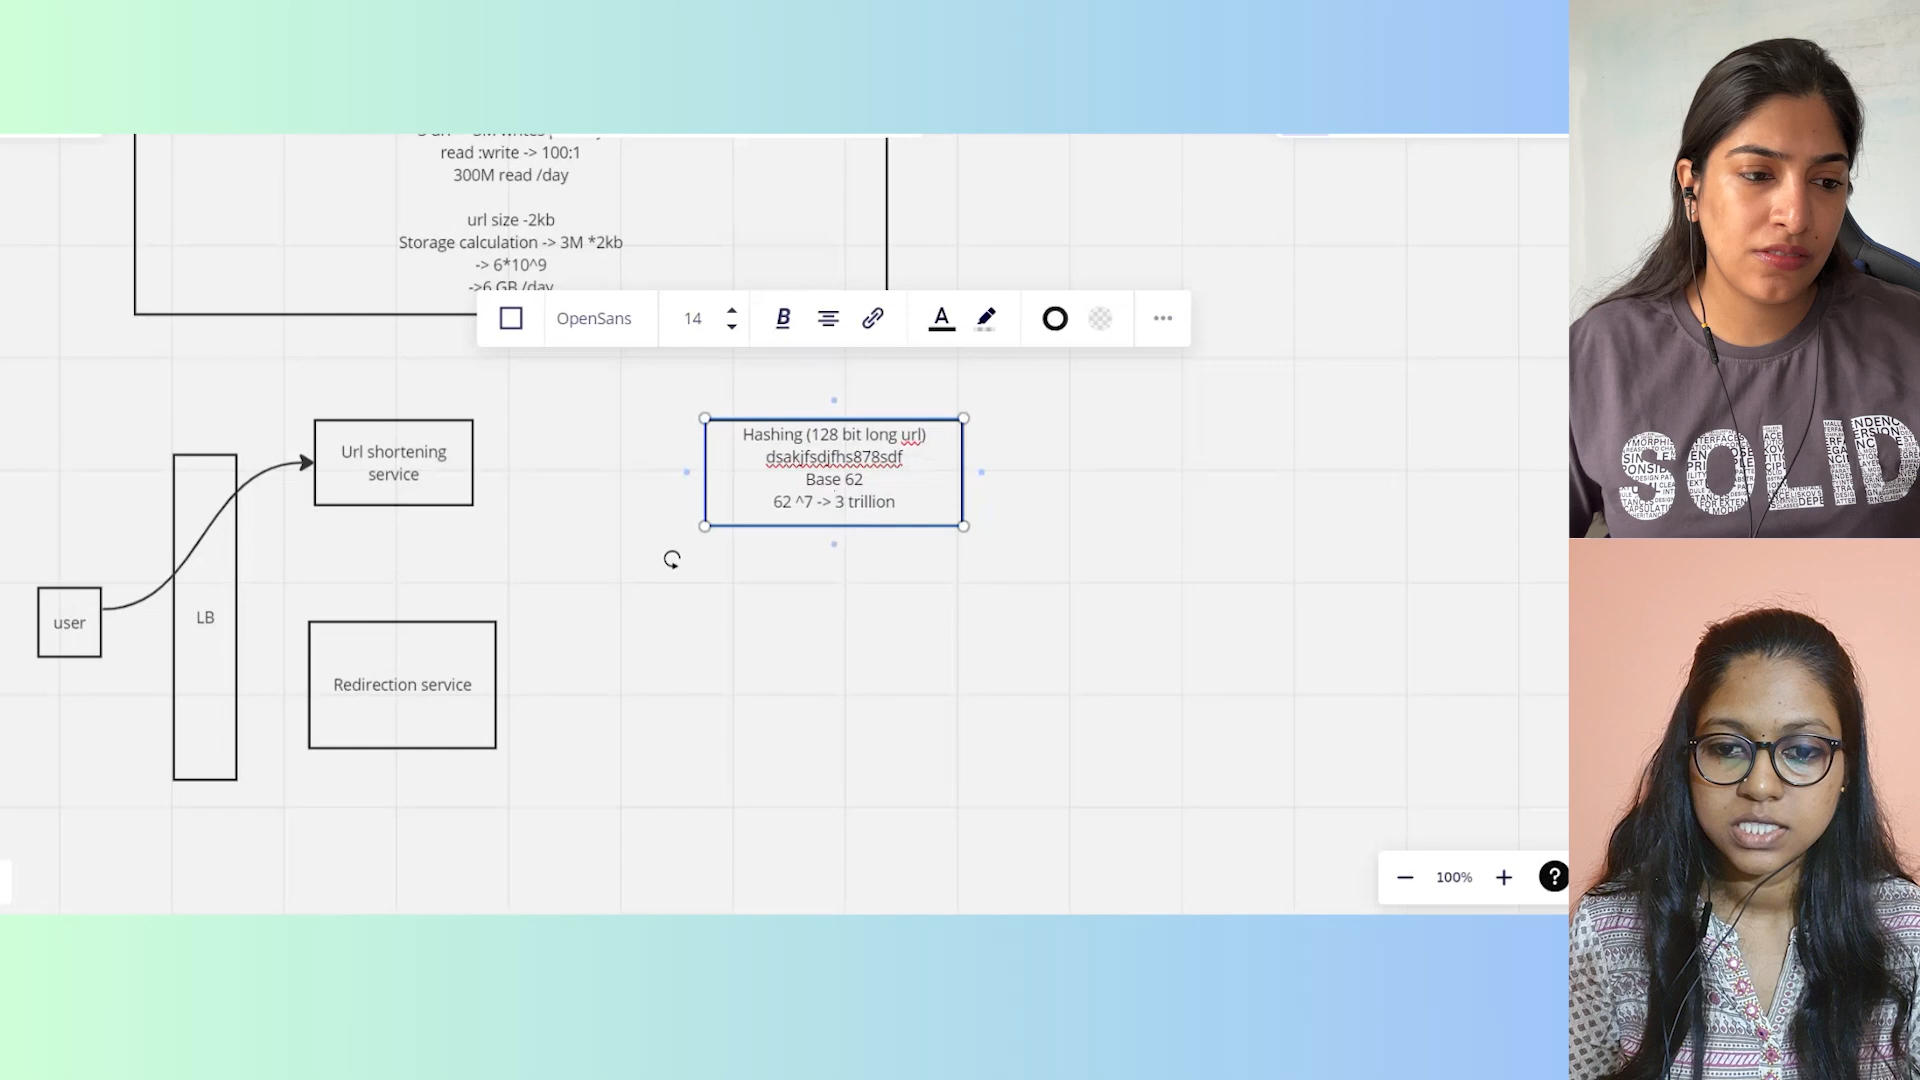 read :write -> 100:1
300M read /day
url size -2kb
Storage calculation -> 3M *2kb
-> 6*10^9
->6 GB /day
OpenSans
14
B
A
Hashing (128 bit long url)
dsakjfsdjfhs878sdf
Base 62
62 ^7 -> 3 trillion
Url shortening
service
user
LB
Redirection service
100%
?
SOLID